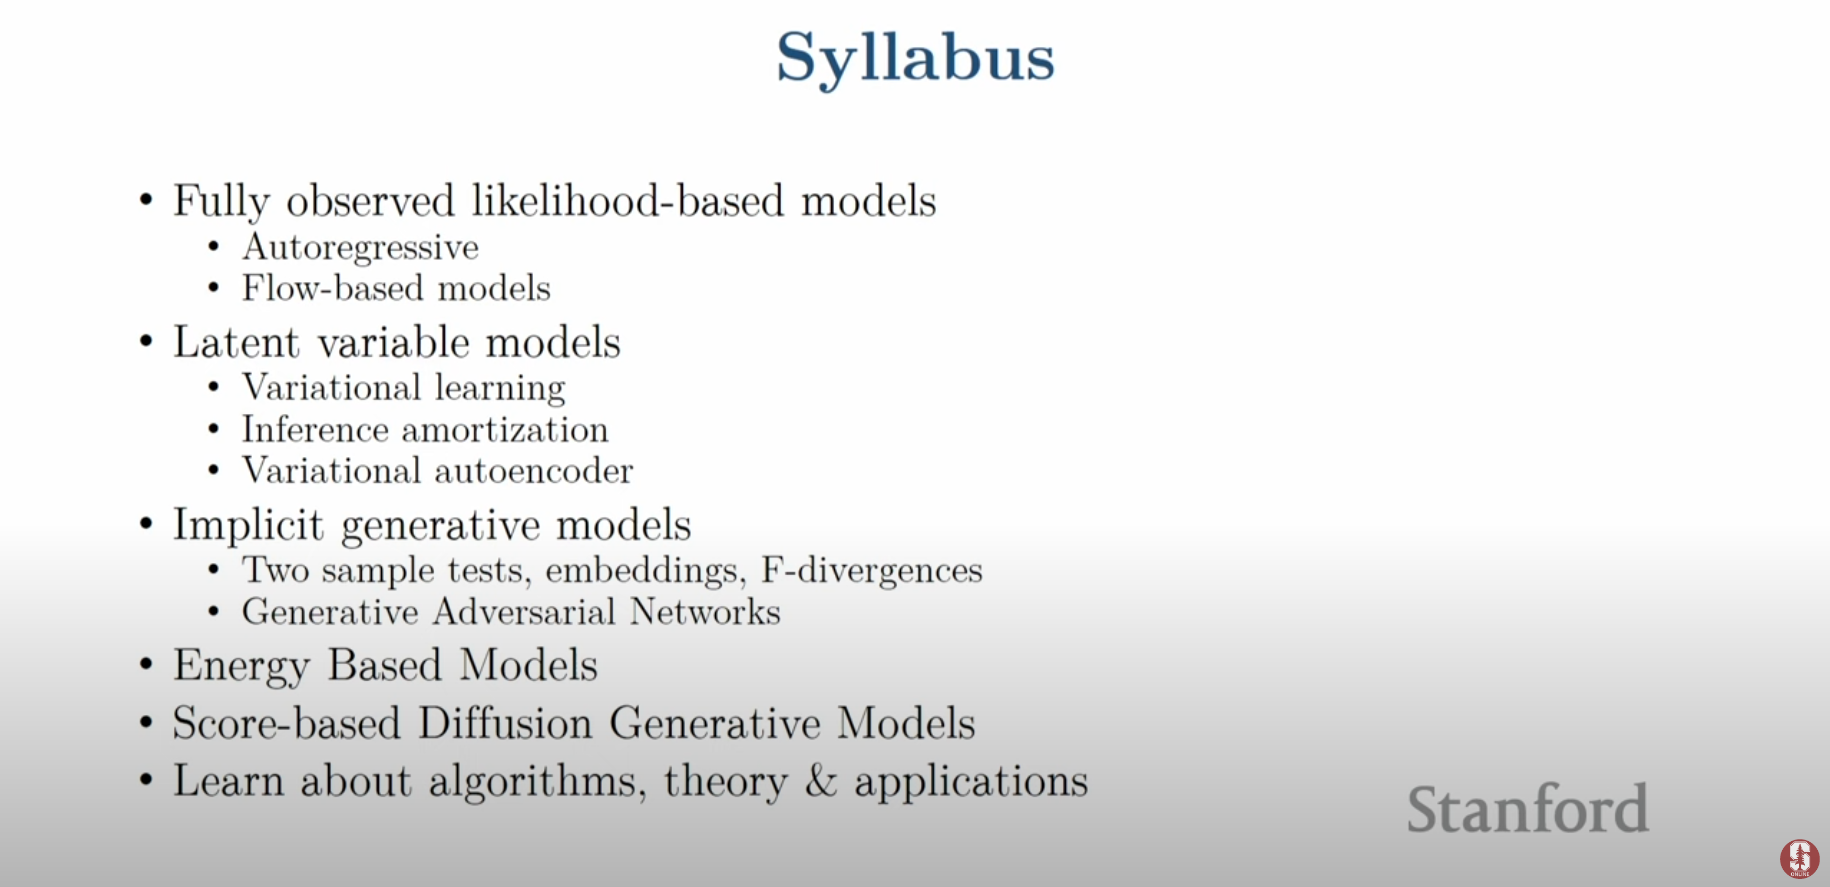 Syllabus
• Fully observed likelihood-based models
• Autoregressive
• Flow-based models
• Latent variable models
• Variational learning
• Inference amortization
• Variational autoencoder
• Implicit generative models
• Two sample tests, embeddings, F-divergences
• Generative Adversarial Networks
• Energy Based Models
• Score-based Diffusion Generative Models
• Learn about algorithms, theory & applications
Stanford
S
ONLINE